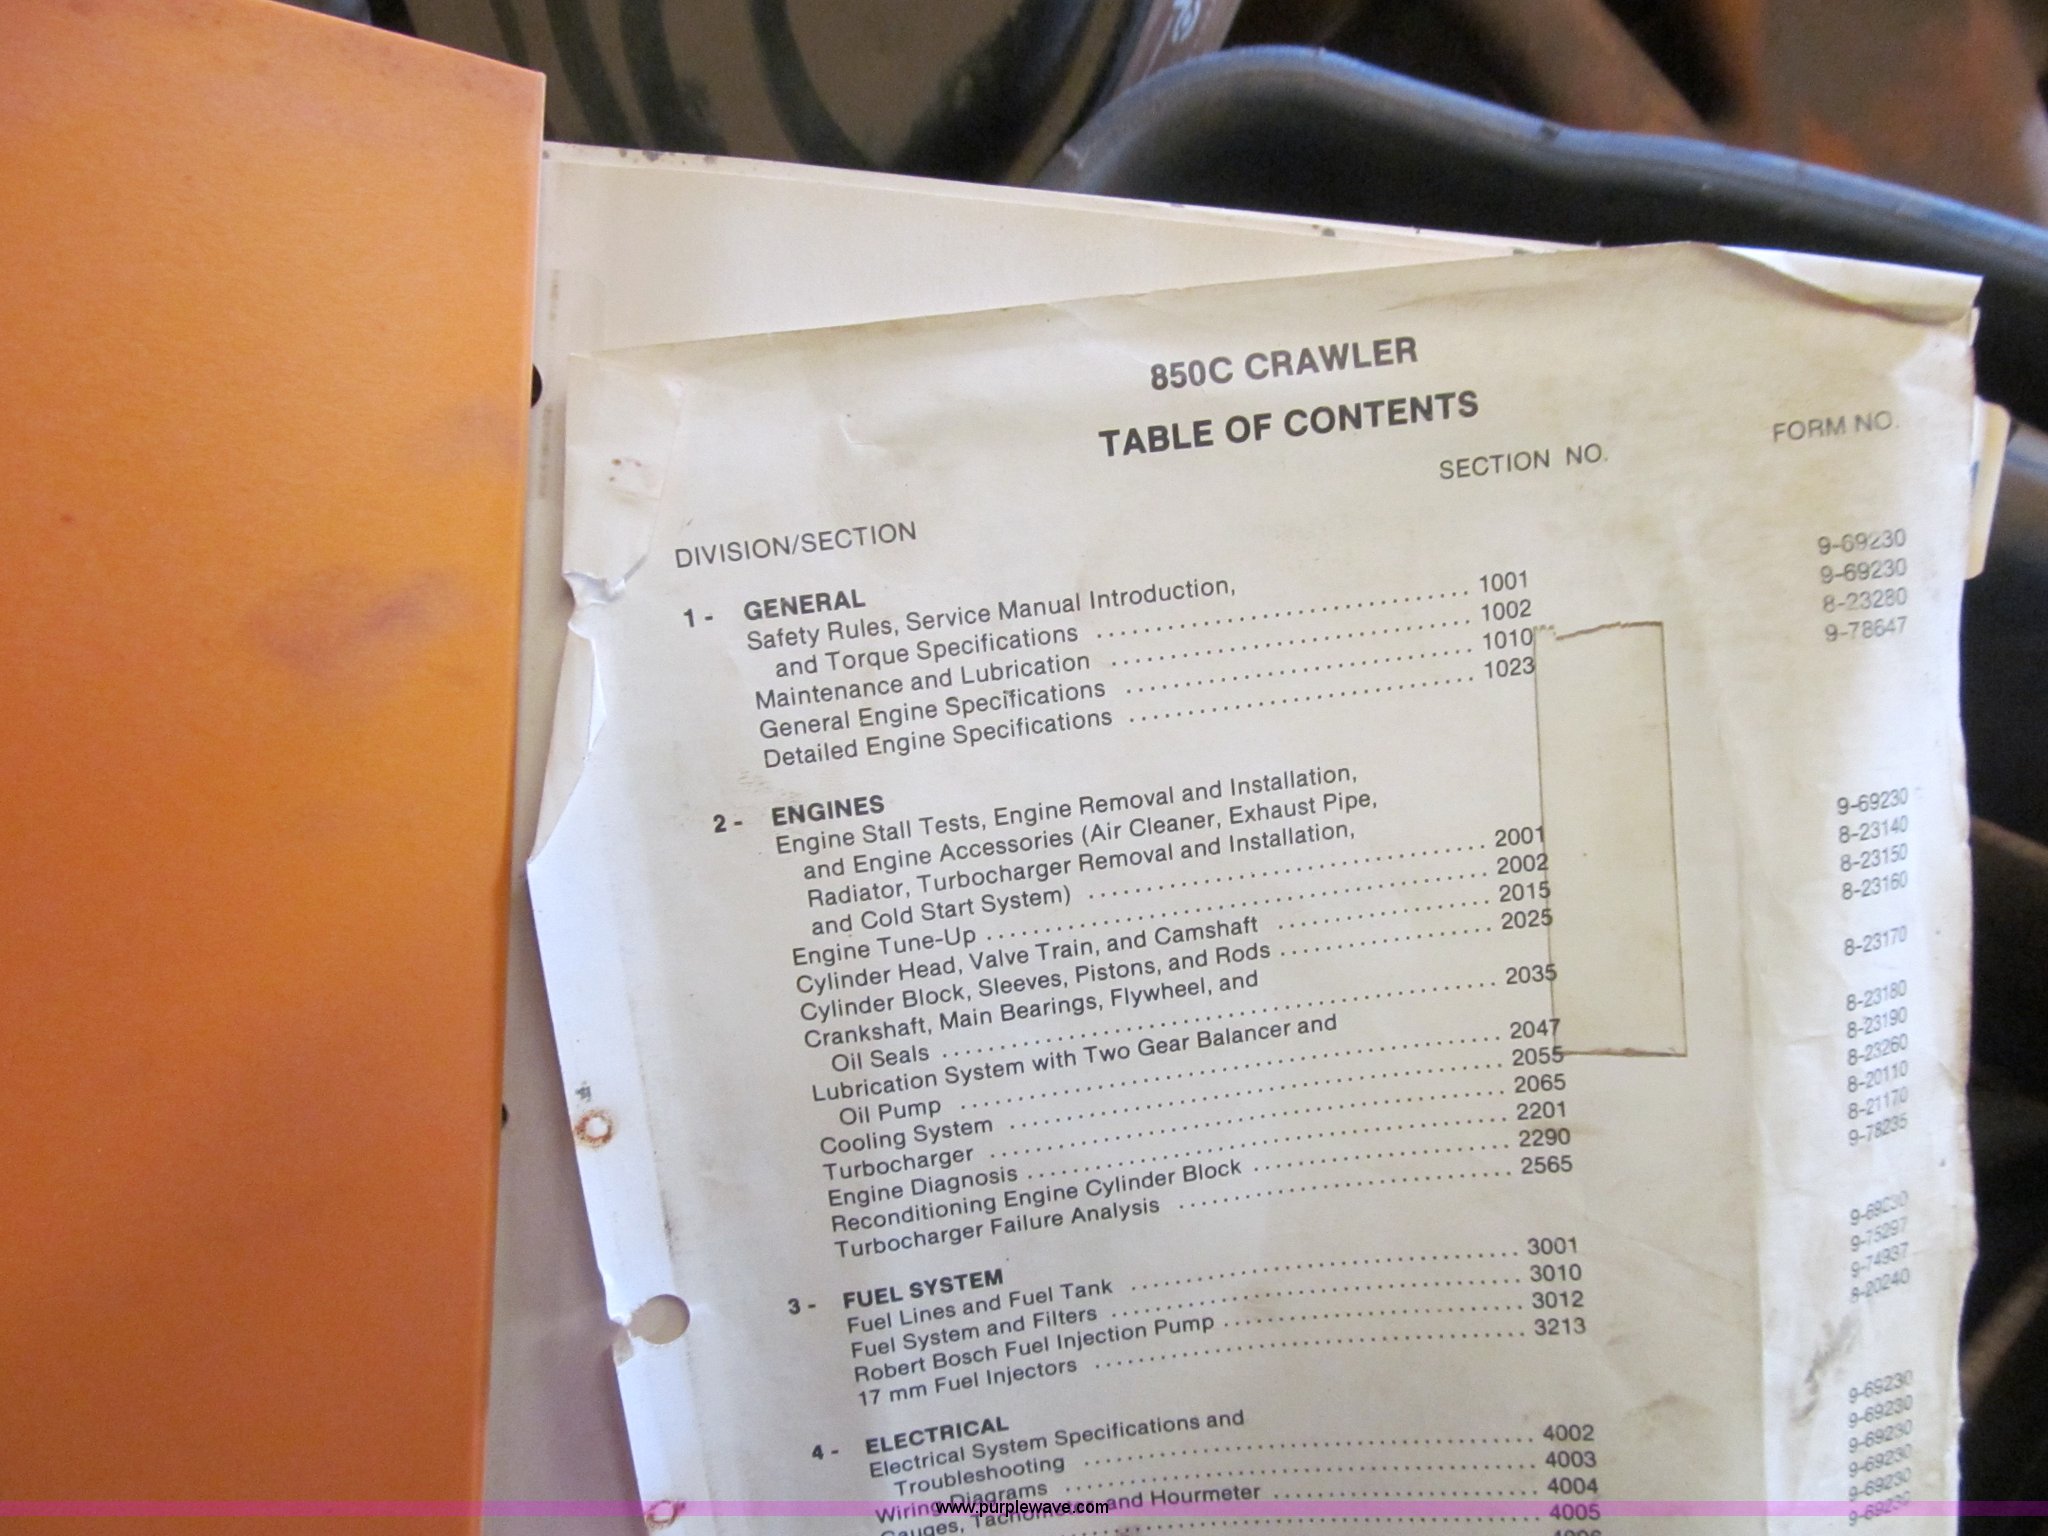 850C CRAWLER
TABLE OF CONTENTS
DIVISION/SECTION SECTION NO. FORM NO.
1 - GENERAL
Safety Rules, Service Manual Introduction,
and Torque Specifications 1001 9-69230
Maintenance and Lubrication 1002 9-69230
General Engine Specifications 1010 8-23280
Detailed Engine Specifications 1023 9-78647
2 - ENGINES
Engine Stall Tests, Engine Removal and Installation,
and Engine Accessories (Air Cleaner, Exhaust Pipe,
Radiator, Turbocharger Removal and Installation,
and Cold Start System) 2001 9-69230
Engine Tune-Up 2002 8-23140
Cylinder Head, Valve Train, and Camshaft 2015 8-23150
Cylinder Block, Sleeves, Pistons, and Rods 2025 8-23160
Crankshaft, Main Bearings, Flywheel, and
Oil Seals 2035 8-23170
Lubrication System with Two Gear Balancer and
Oil Pump 2047 8-23180
Cooling System 2055 8-23190
Turbocharger 2065 8-23260
Engine Diagnosis 2201 8-20110
Reconditioning Engine Cylinder Block 2290 8-21170
Turbocharger Failure Analysis 2565 9-78235
3 - FUEL SYSTEM
Fuel Lines and Fuel Tank 3001 9-69230
Fuel System and Filters 3010 9-75297
Robert Bosch Fuel Injection Pump 3012 9-74937
17 mm Fuel Injectors 3213 8-20240
4 - ELECTRICAL
Electrical System Specifications and
Troubleshooting 4002 9-69230
Wiring Diagrams 4003 9-69230
Gauges, Tachometer and Hourmeter 4004 9-69230
4005 9-69230
9-69230
9-69230
www.purplewave.com